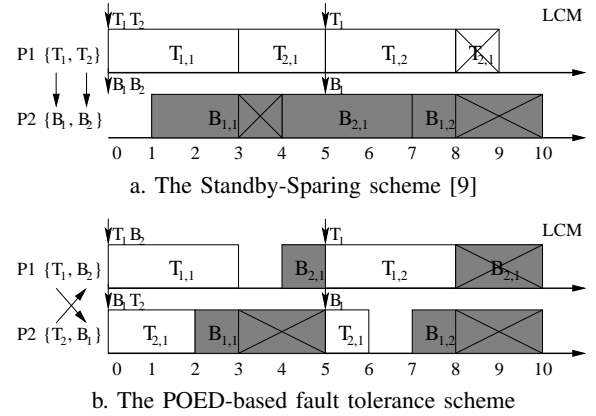 T₁ T₂ LCM
P1 {T₁, T₂} T₁,₁ T₂,₁ T₁ T₁,₂ T₂,₁
B₁ B₂ B₁
P2 {B₁, B₂} B₁,₁ B₂,₁ B₁,₂
0 1 2 3 4 5 6 7 8 9 10
a. The Standby-Sparing scheme [9]
T₁ B₂ T₁ LCM
P1 {T₁, B₂} T₁,₁ B₂,₁ T₁,₂ B₂,₁
B₁ T₂ B₁
P2 {T₂, B₁} T₂,₁ B₁,₁ T₂,₁ B₁,₂
0 1 2 3 4 5 6 7 8 9 10
b. The POED-based fault tolerance scheme